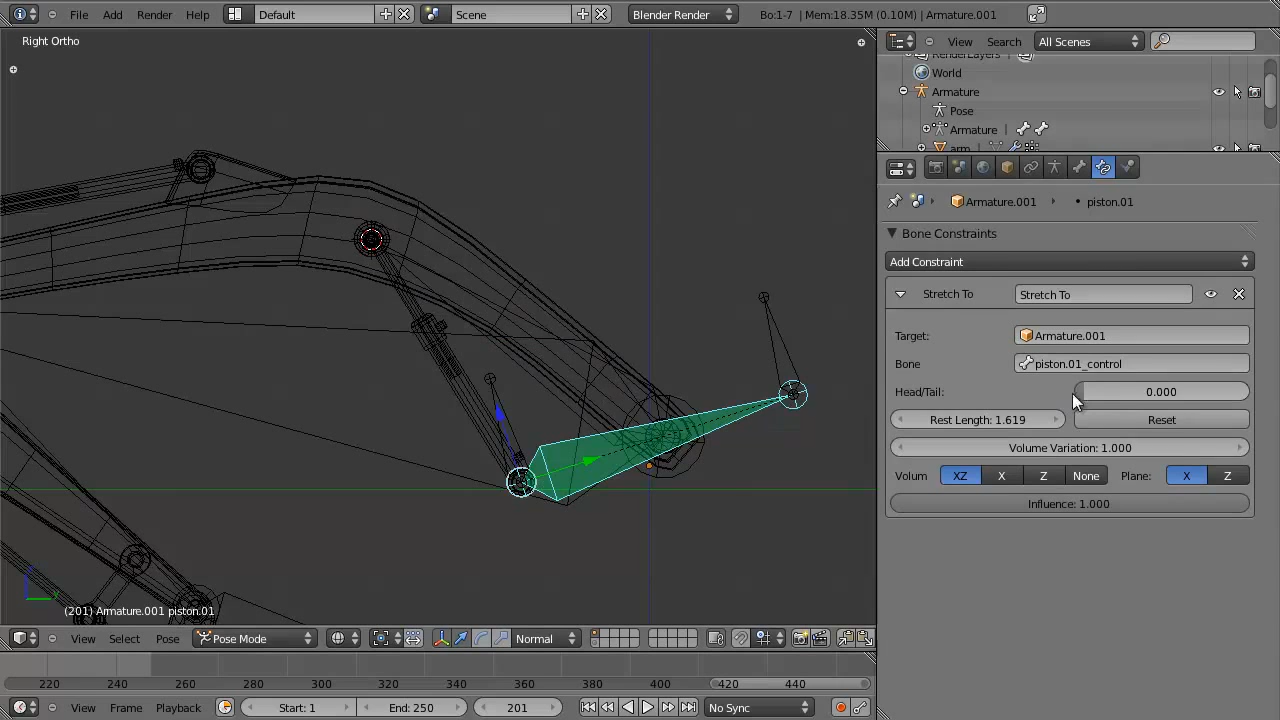 File Add Render Help Default Scene Blender Render Bo:1-7 | Mem:18.35M (0.10M) | Armature.001
Right Ortho
View Search All Scenes
RenderLayers |
World
Armature
Pose
Armature |
arm |
Armature.001 piston.01
Bone Constraints
Add Constraint
Stretch To Stretch To
Target: Armature.001
Bone piston.01_control
Head/Tail: 0.000
Rest Length: 1.619 Reset
Volume Variation: 1.000
Volum XZ X Z None Plane: X Z
Influence: 1.000
(201) Armature.001 piston.01
View Select Pose Pose Mode Normal
220 240 260 280 300 320 340 360 380 400 420 440
View Frame Playback Start: 1 End: 250 201 No Sync